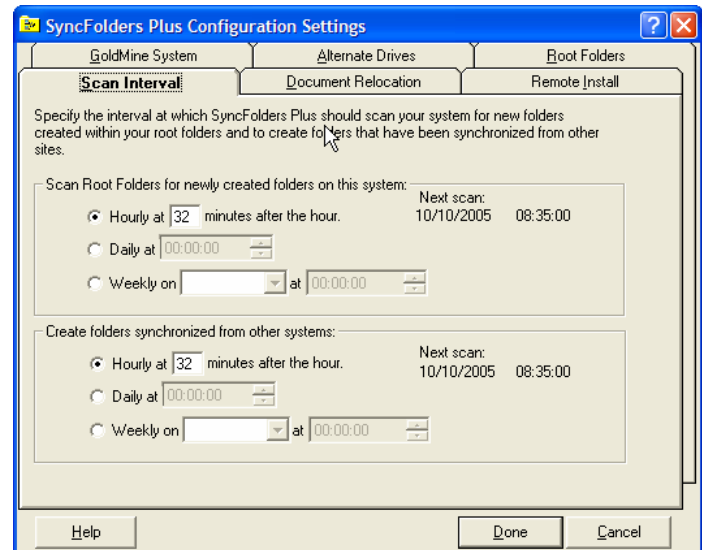 SyncFolders Plus Configuration Settings
GoldMine System
Alternate Drives
Root Folders
Scan Interval
Document Relocation
Remote Install
Specify the interval at which SyncFolders Plus should scan your system for new folders
created within your root folders and to create folders that have been synchronized from other
sites.
Scan Root Folders for newly created folders on this system:
Next scan:
Hourly at 32 minutes after the hour.
10/10/2005 08:35:00
Daily at 00:00:00
Weekly on at 00:00:00
Create folders synchronized from other systems:
Next scan:
Hourly at 32 minutes after the hour.
10/10/2005 08:35:00
Daily at 00:00:00
Weekly on at 00:00:00
Help
Done
Cancel